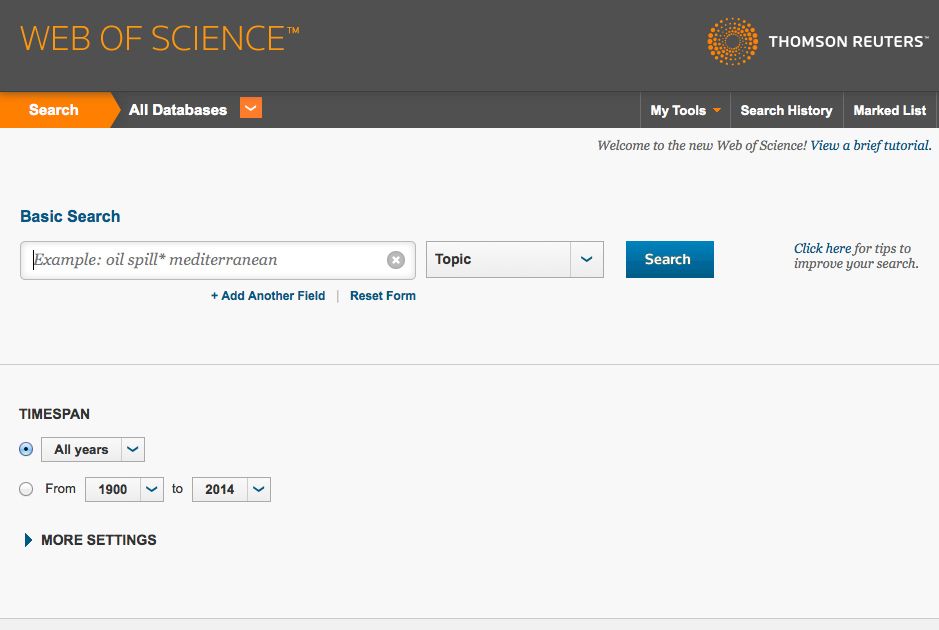 WEB OF SCIENCE™
THOMSON REUTERS™
Search All Databases My Tools Search History Marked List
Welcome to the new Web of Science! View a brief tutorial.
Basic Search
Example: oil spill* mediterranean Topic Search
Click here for tips to
improve your search.
+ Add Another Field | Reset Form
TIMESPAN
All years
From 1900 to 2014
MORE SETTINGS